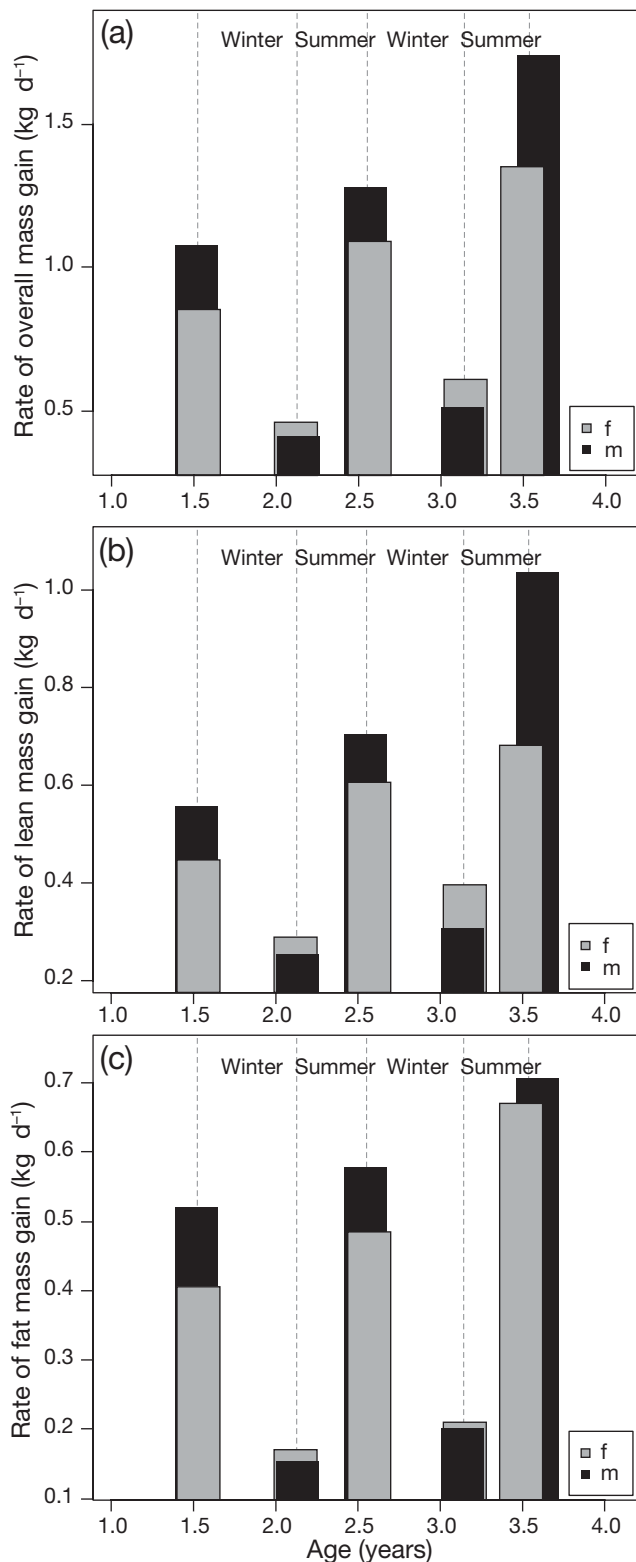 (a)
Winter Summer Winter Summer
Rate of overall mass gain (kg d⁻¹)
1.5
1.0
0.5
f
m
1.0 1.5 2.0 2.5 3.0 3.5 4.0
(b)
Winter Summer Winter Summer
Rate of lean mass gain (kg d⁻¹)
1.0
0.8
0.6
0.4
0.2
f
m
1.0 1.5 2.0 2.5 3.0 3.5 4.0
(c)
Winter Summer Winter Summer
Rate of fat mass gain (kg d⁻¹)
0.7
0.6
0.5
0.4
0.3
0.2
0.1
f
m
1.0 1.5 2.0 2.5 3.0 3.5 4.0
Age (years)